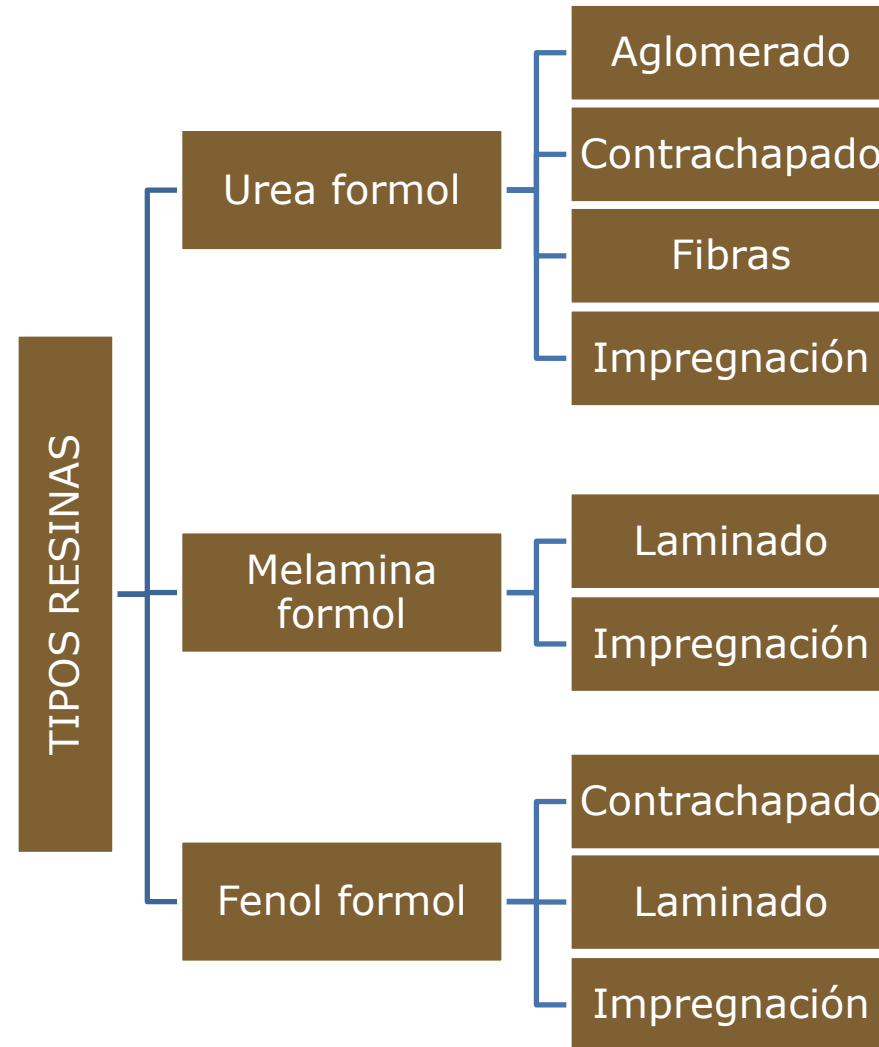 TIPOS RESINAS
Urea formol
Aglomerado
Contrachapado
Fibras
Impregnación
Melamina
formol
Laminado
Impregnación
Fenol formol
Contrachapado
Laminado
Impregnación